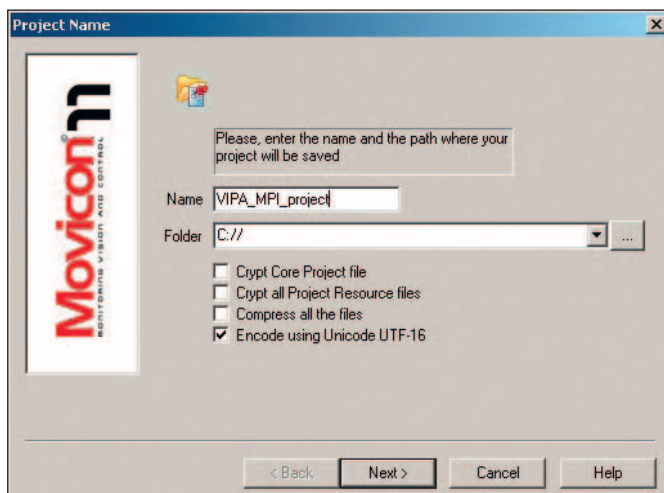 Project Name
Movicon 11
MONITORING VISION AND CONTROL
Please, enter the name and the path where your
project will be saved
Name VIPA_MPI_project
Folder C://
...
Crypt Core Project file
Crypt all Project Resource files
Compress all the files
Encode using Unicode UTF-16
< Back Next > Cancel Help